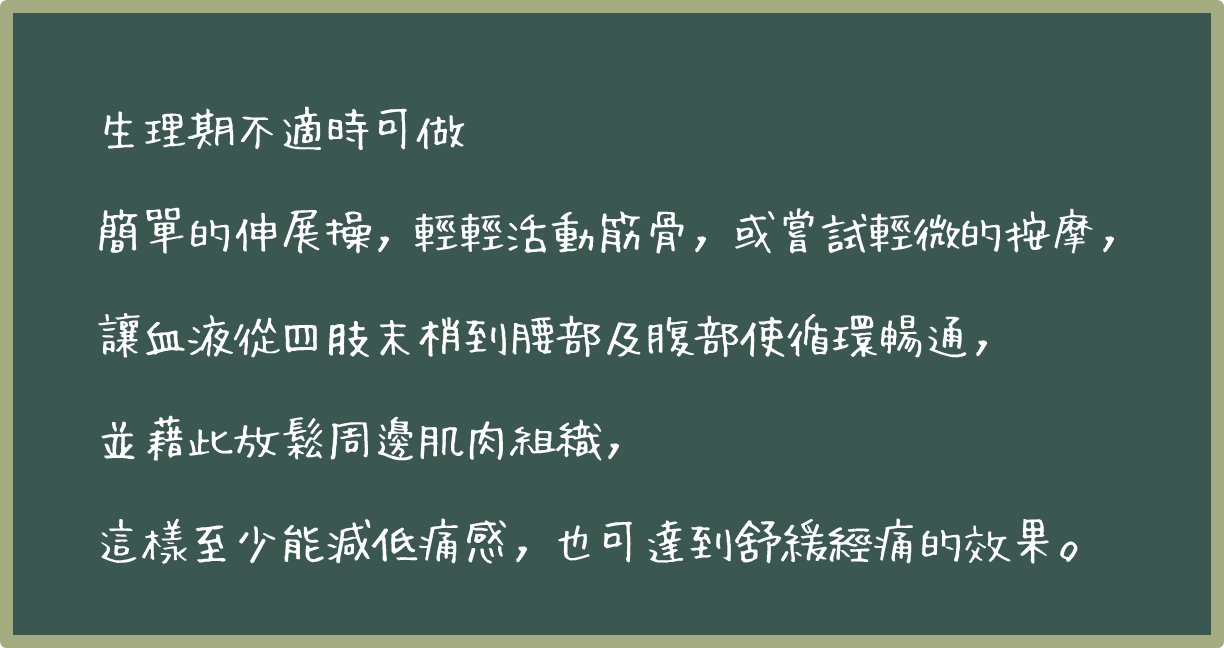 生理期不適時可做
簡單的伸展操，輕輕活動筋骨，或嘗試輕微的按摩，
讓血液從四肢末梢到腰部及腹部使循環暢通，
並藉此放鬆周邊肌肉組織，
這樣至少能減低痛感，也可達到舒緩經痛的效果。